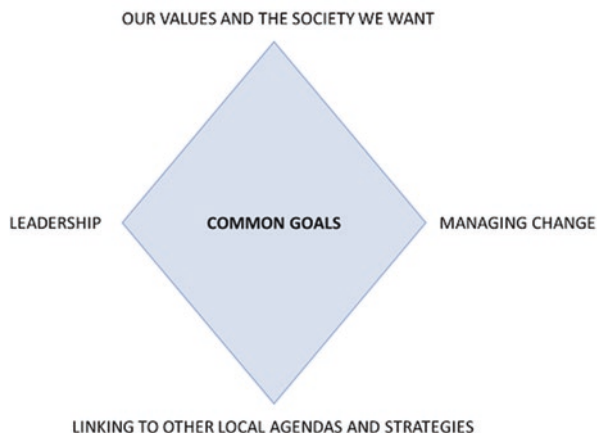 OUR VALUES AND THE SOCIETY WE WANT
LEADERSHIP
COMMON GOALS
MANAGING CHANGE
LINKING TO OTHER LOCAL AGENDAS AND STRATEGIES